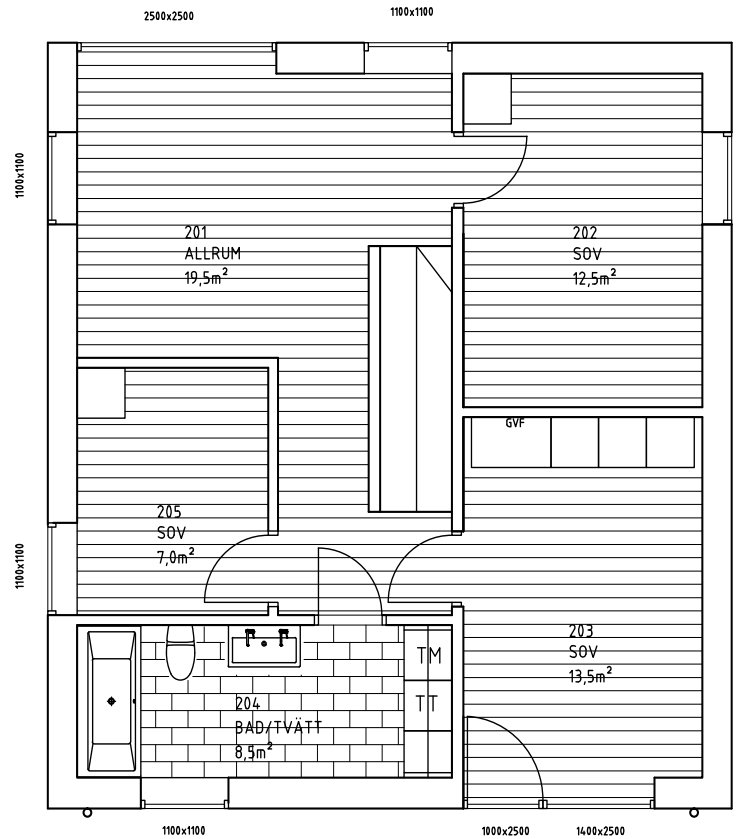 2500x2500
1100x1100
1100x1100
201
ALLRUM
19,5m²
202
SOV
12,5m²
GVF
205
SOV
7,0m²
1100x1100
203
SOV
13,5m²
TM
TT
204
BAD/TVÄTT
8,5m²
1100x1100
1000x2500
1400x2500